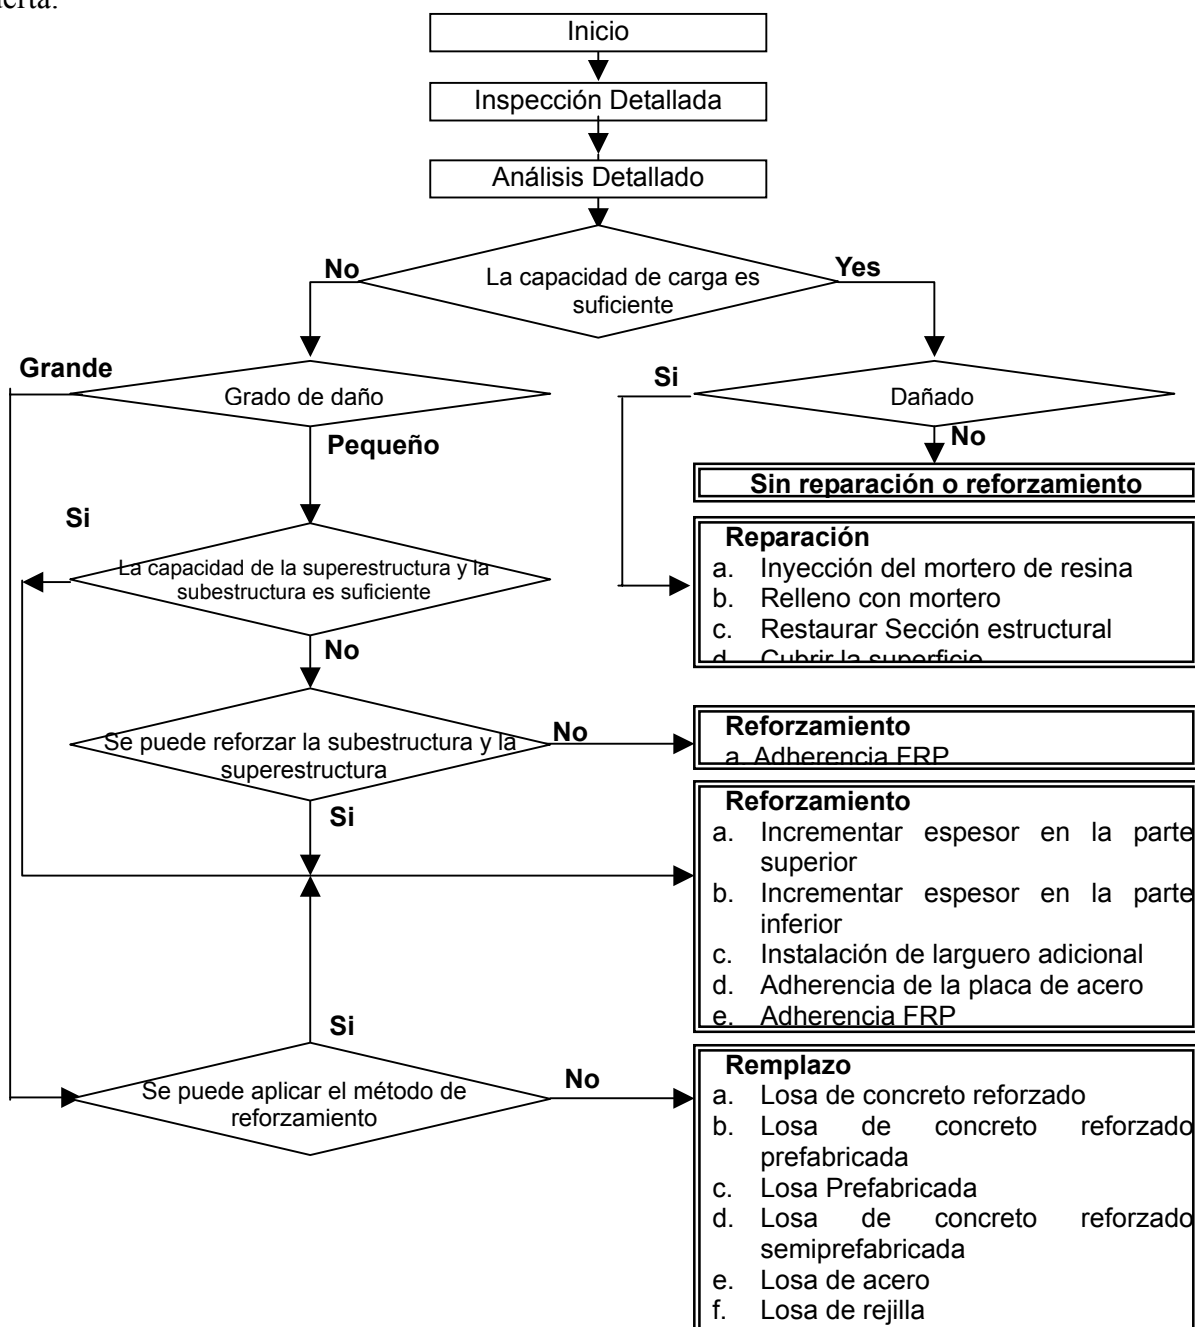 Inicio
Inspección Detallada
Análisis Detallado
No
Yes
La capacidad de carga es
suficiente
Grande
Grado de daño
Si
Dañado
Pequeño
No
Sin reparación o reforzamiento
Si
Reparación
a. Inyección del mortero de resina
b. Relleno con mortero
c. Restaurar Sección estructural
d. Cubrir la superficie
La capacidad de la superestructura y la
subestructura es suficiente
No
Se puede reforzar la subestructura y la
superestructura
No
Reforzamiento
a. Adherencia FRP
Si
Reforzamiento
a. Incrementar espesor en la parte
superior
b. Incrementar espesor en la parte
inferior
c. Instalación de larguero adicional
d. Adherencia de la placa de acero
e. Adherencia FRP
Si
Se puede aplicar el método de
reforzamiento
No
Remplazo
a. Losa de concreto reforzado
b. Losa de concreto reforzado
prefabricada
c. Losa Prefabricada
d. Losa de concreto reforzado
semiprefabricada
e. Losa de acero
f. Losa de rejilla